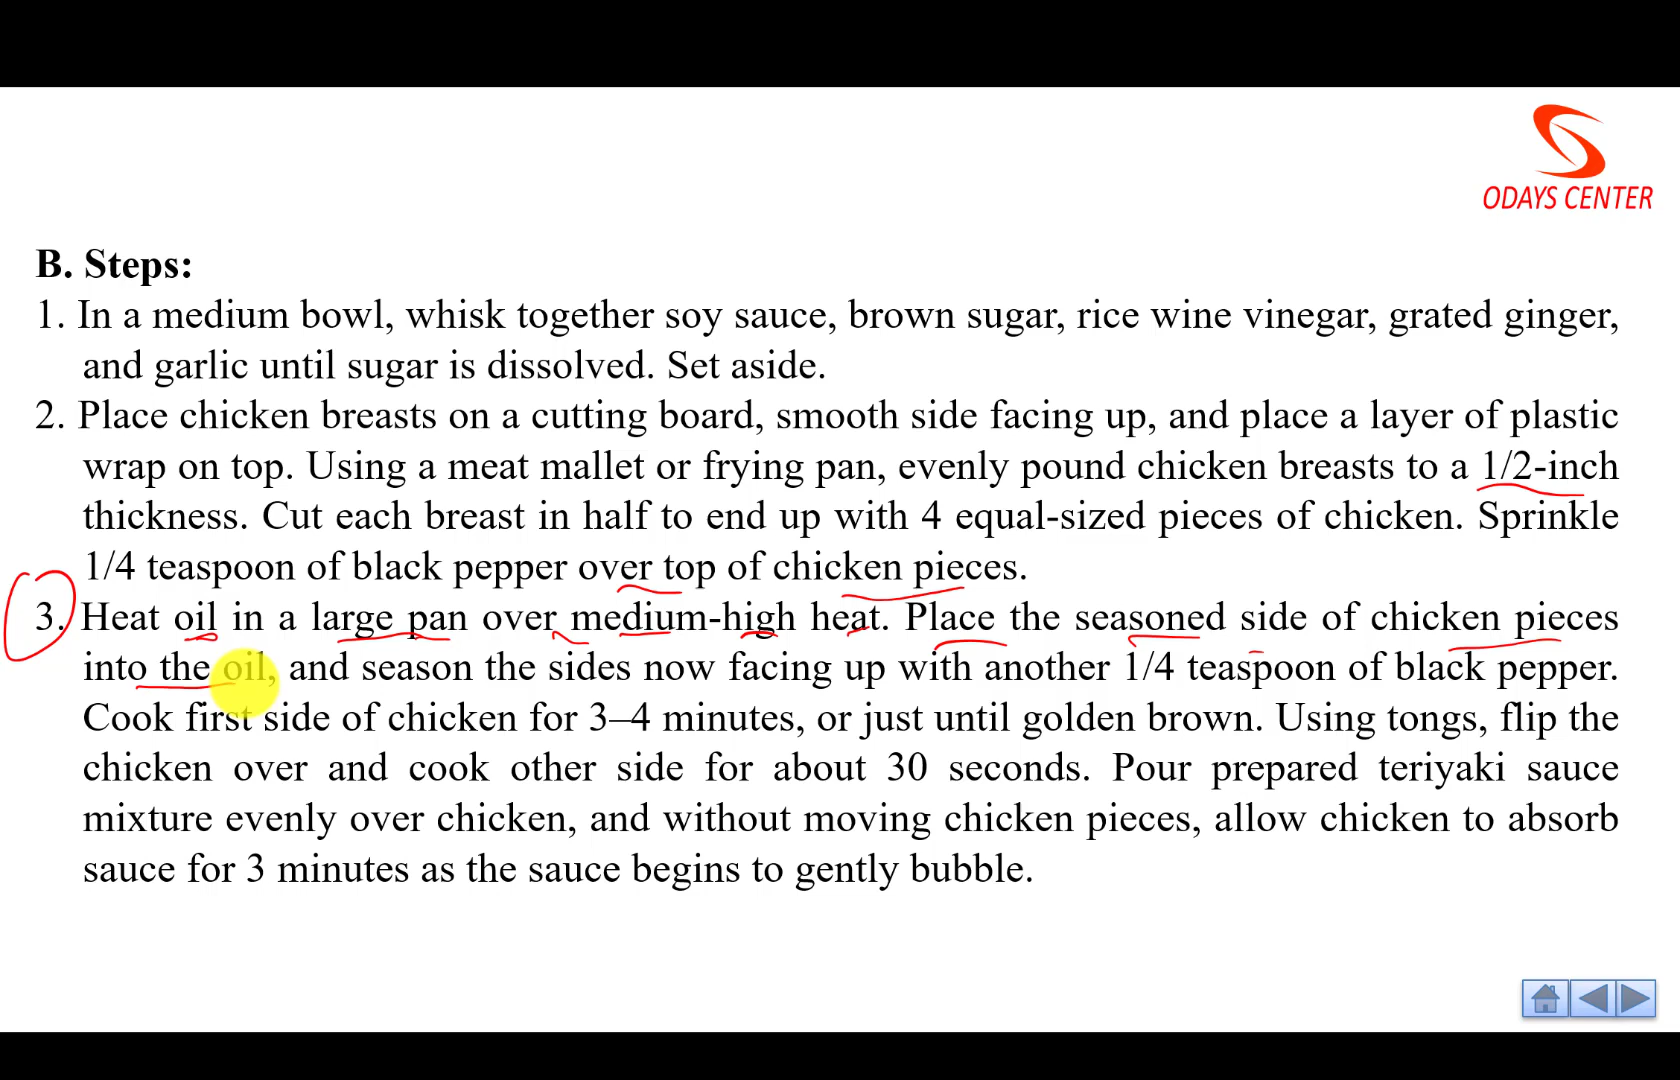 ODAYS CENTER
B. Steps:
1. In a medium bowl, whisk together soy sauce, brown sugar, rice wine vinegar, grated ginger,
and garlic until sugar is dissolved. Set aside.
2. Place chicken breasts on a cutting board, smooth side facing up, and place a layer of plastic
wrap on top. Using a meat mallet or frying pan, evenly pound chicken breasts to a 1/2-inch
thickness. Cut each breast in half to end up with 4 equal-sized pieces of chicken. Sprinkle
1/4 teaspoon of black pepper over top of chicken pieces.
3. Heat oil in a large pan over medium-high heat. Place the seasoned side of chicken pieces
into the oil, and season the sides now facing up with another 1/4 teaspoon of black pepper.
Cook first side of chicken for 3–4 minutes, or just until golden brown. Using tongs, flip the
chicken over and cook other side for about 30 seconds. Pour prepared teriyaki sauce
mixture evenly over chicken, and without moving chicken pieces, allow chicken to absorb
sauce for 3 minutes as the sauce begins to gently bubble.